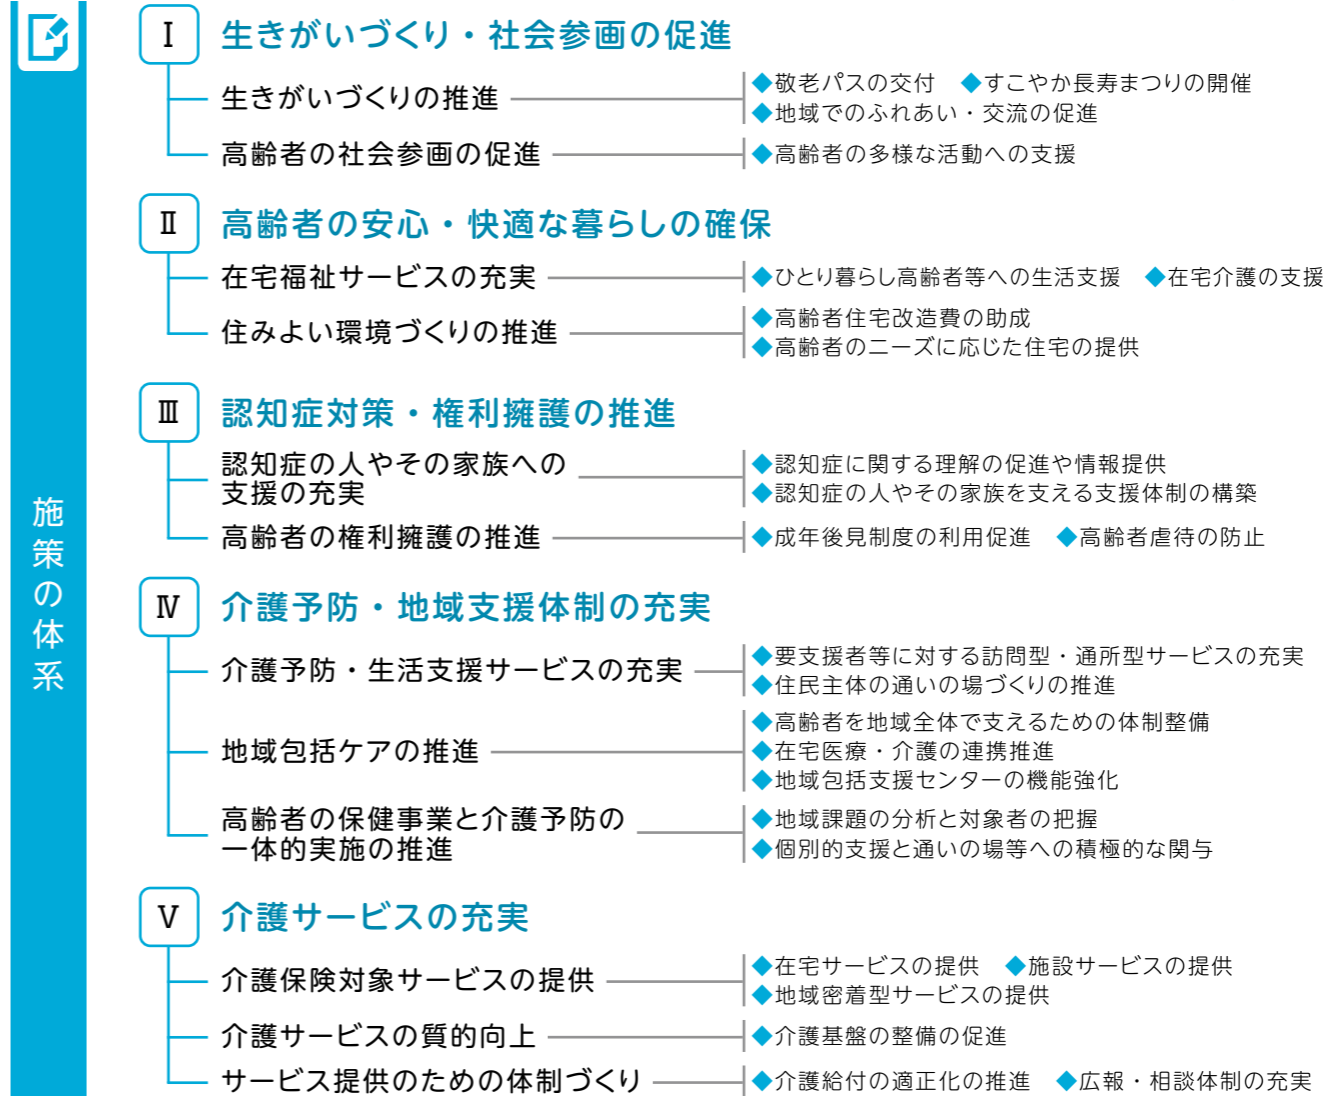 施策の体系
Ⅰ 生きがいづくり・社会参画の促進
生きがいづくりの推進
◆敬老パスの交付 ◆すこやか長寿まつりの開催
◆地域でのふれあい・交流の促進
高齢者の社会参画の促進
◆高齢者の多様な活動への支援
Ⅱ 高齢者の安心・快適な暮らしの確保
在宅福祉サービスの充実
◆ひとり暮らし高齢者等への生活支援 ◆在宅介護の支援
住みよい環境づくりの推進
◆高齢者住宅改造費の助成
◆高齢者のニーズに応じた住宅の提供
Ⅲ 認知症対策・権利擁護の推進
認知症の人やその家族への
支援の充実
◆認知症に関する理解の促進や情報提供
◆認知症の人やその家族を支える支援体制の構築
高齢者の権利擁護の推進
◆成年後見制度の利用促進 ◆高齢者虐待の防止
Ⅳ 介護予防・地域支援体制の充実
介護予防・生活支援サービスの充実
◆要支援者等に対する訪問型・通所型サービスの充実
◆住民主体の通いの場づくりの推進
地域包括ケアの推進
◆高齢者を地域全体で支えるための体制整備
◆在宅医療・介護の連携推進
◆地域包括支援センターの機能強化
高齢者の保健事業と介護予防の
一体的実施の推進
◆地域課題の分析と対象者の把握
◆個別的支援と通いの場等への積極的な関与
Ⅴ 介護サービスの充実
介護保険対象サービスの提供
◆在宅サービスの提供 ◆施設サービスの提供
◆地域密着型サービスの提供
介護サービスの質的向上
◆介護基盤の整備の促進
サービス提供のための体制づくり
◆介護給付の適正化の推進 ◆広報・相談体制の充実